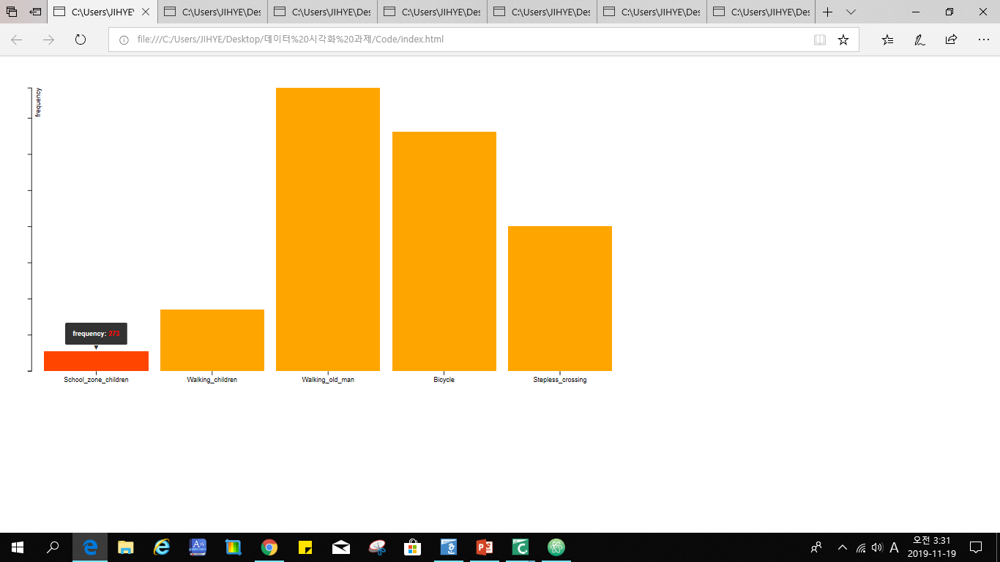 C:\Users\JIHYE\
C:\Users\JIHYE\Des
C:\Users\JIHYE\Des
C:\Users\JIHYE\Des
C:\Users\JIHYE\Des
C:\Users\JIHYE\Des
C:\Users\JIHYE\Des
file:///C:/Users/JIHYE/Desktop/데이터%20시각화%20과제/Code/index.html
frequency
frequency: 273
School_zone_children
Walking_children
Walking_old_man
Bicycle
Stepless_crossing
A
오전 3:31
2019-11-19